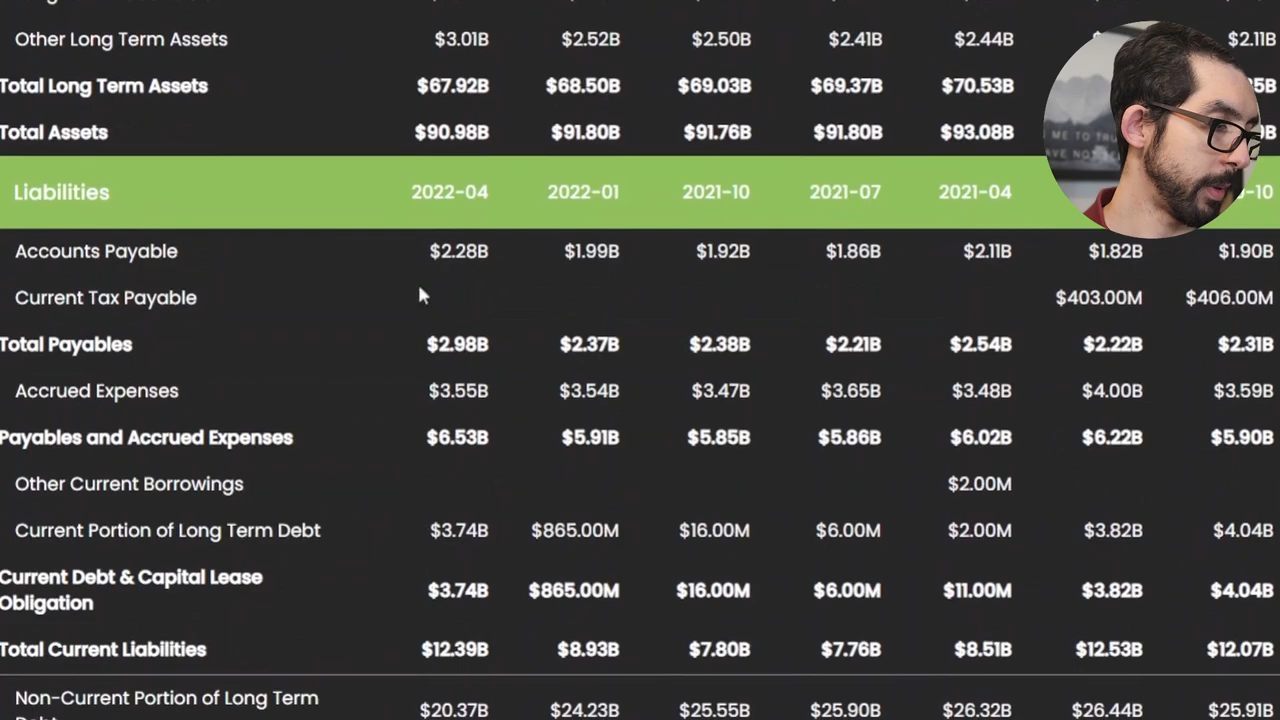 Other Long Term Assets $3.01B $2.52B $2.50B $2.41B $2.44B $2.11B
Total Long Term Assets $67.92B $68.50B $69.03B $69.37B $70.53B
Total Assets $90.98B $91.80B $91.76B $91.80B $93.08B
Liabilities 2022-04 2022-01 2021-10 2021-07 2021-04 -10
Accounts Payable $2.28B $1.99B $1.92B $1.86B $2.11B $1.82B $1.90B
Current Tax Payable $403.00M $406.00M
Total Payables $2.98B $2.37B $2.38B $2.21B $2.54B $2.22B $2.31B
Accrued Expenses $3.55B $3.54B $3.47B $3.65B $3.48B $4.00B $3.59B
Payables and Accrued Expenses $6.53B $5.91B $5.85B $5.86B $6.02B $6.22B $5.90B
Other Current Borrowings $2.00M
Current Portion of Long Term Debt $3.74B $865.00M $16.00M $6.00M $2.00M $3.82B $4.04B
Current Debt & Capital Lease
Obligation $3.74B $865.00M $16.00M $6.00M $11.00M $3.82B $4.04B
Total Current Liabilities $12.39B $8.93B $7.80B $7.76B $8.51B $12.53B $12.07B
Non-Current Portion of Long Term
$20.37B $24.23B $25.55B $25.90B $26.32B $26.44B $25.91B